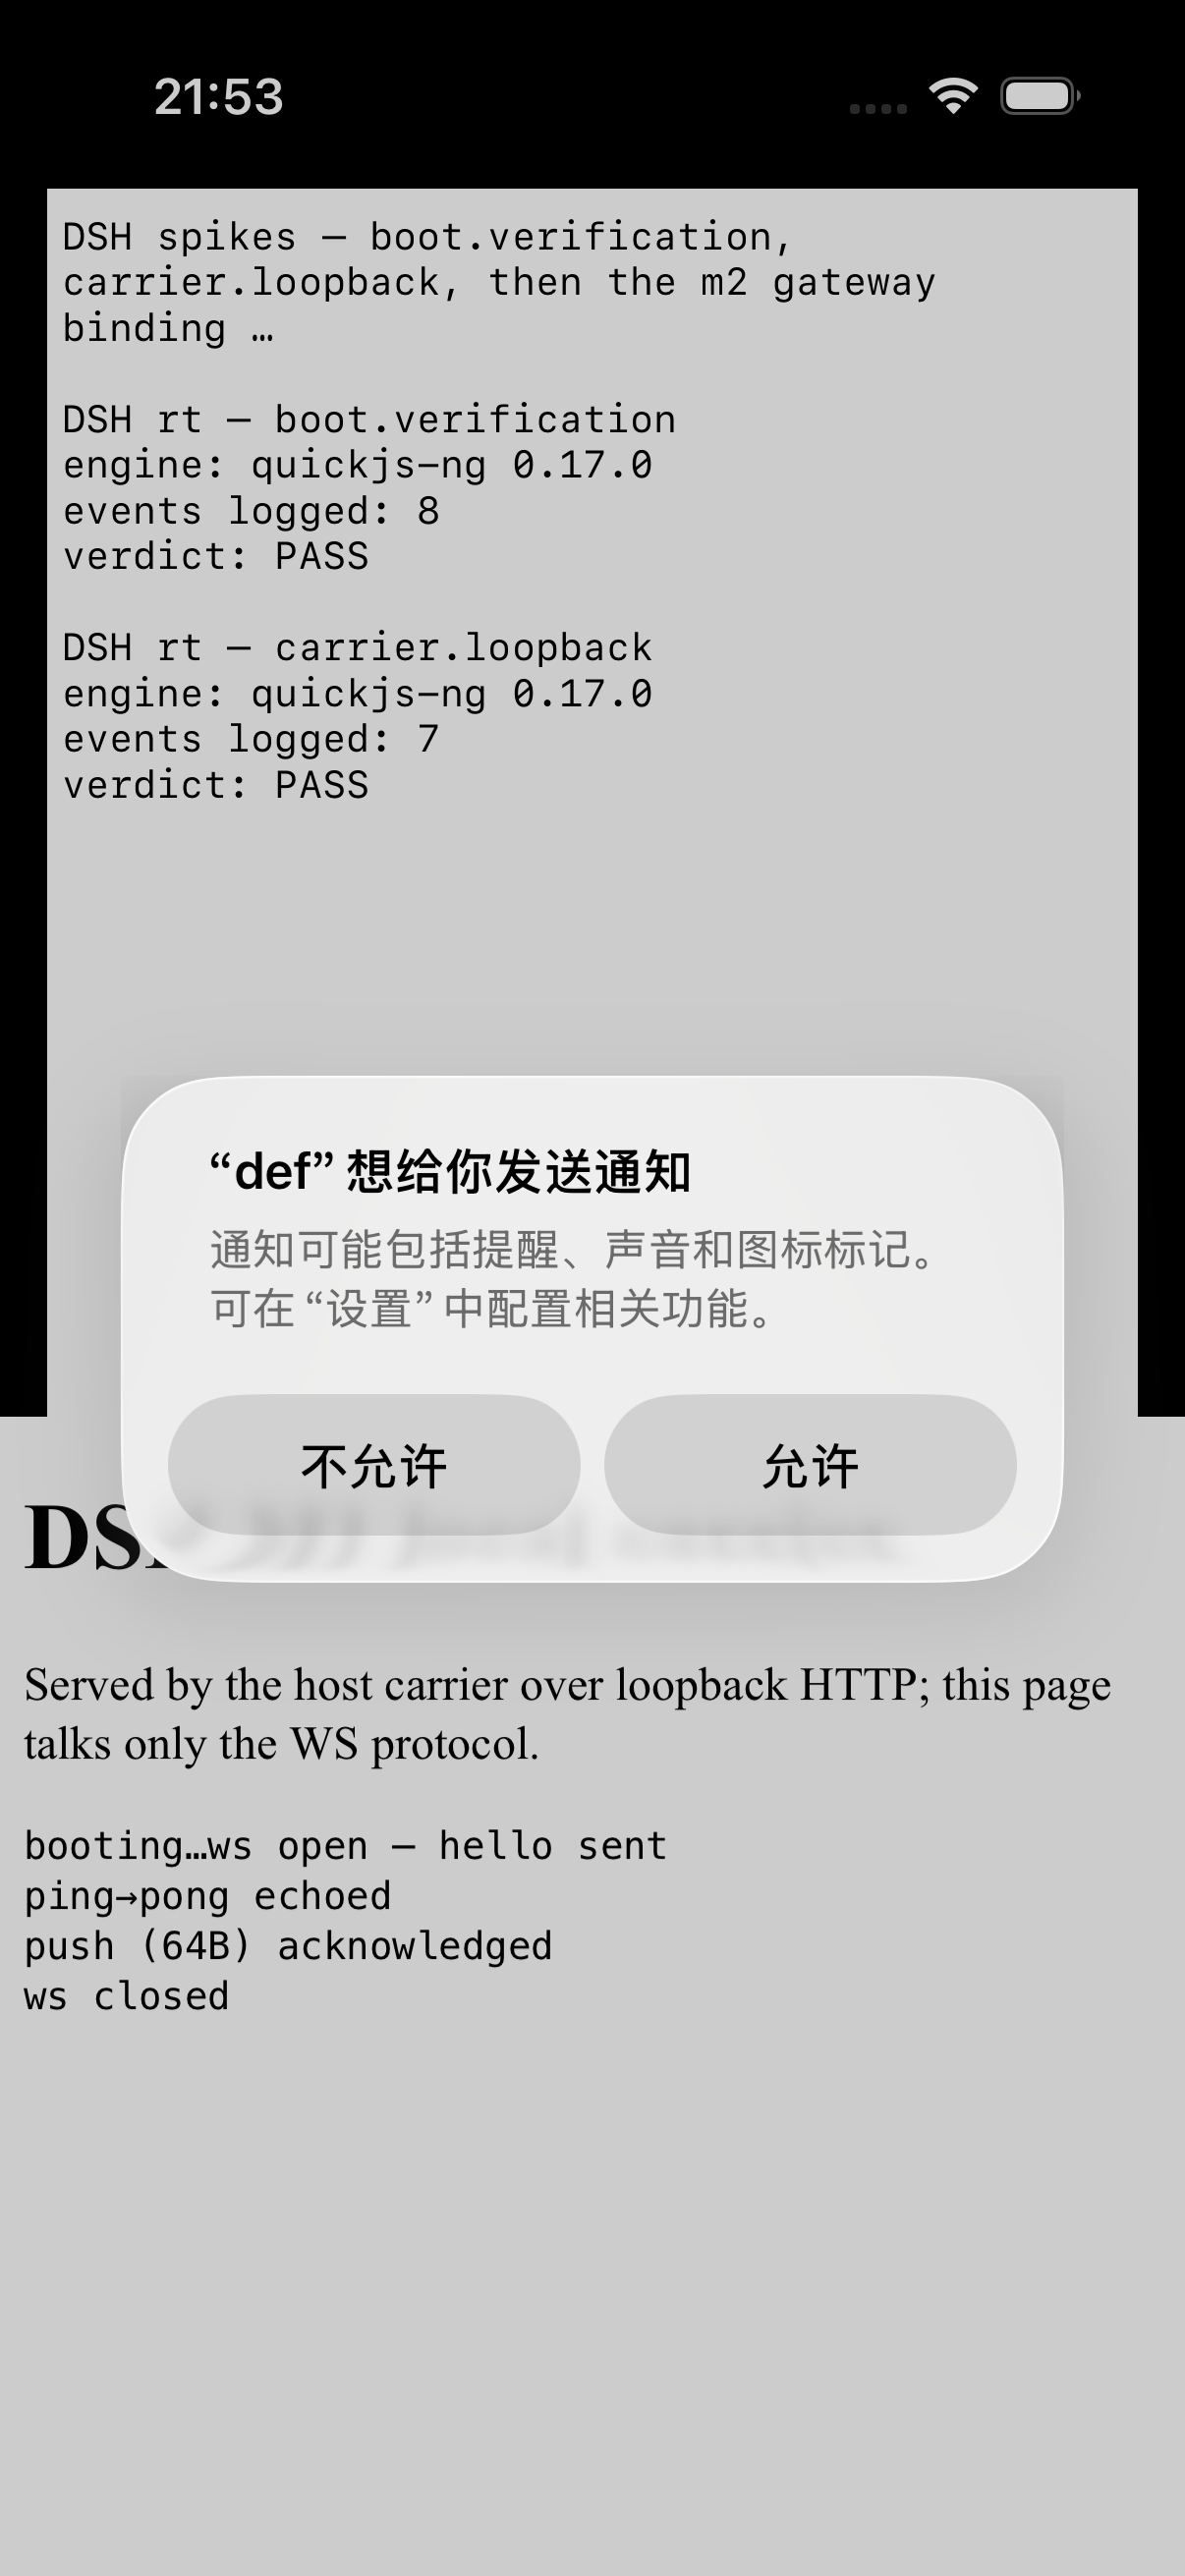 21:53
DSH spikes — boot.verification,
carrier.loopback, then the m2 gateway
binding …
DSH rt — boot.verification
engine: quickjs-ng 0.17.0
events logged: 8
verdict: PASS
DSH rt — carrier.loopback
engine: quickjs-ng 0.17.0
events logged: 7
verdict: PASS
“def” 想给你发送通知
通知可能包括提醒、声音和图标标记。
可在“设置”中配置相关功能。
不允许
允许
Served by the host carrier over loopback HTTP; this page
talks only the WS protocol.
booting…ws open — hello sent
ping→pong echoed
push (64B) acknowledged
ws closed